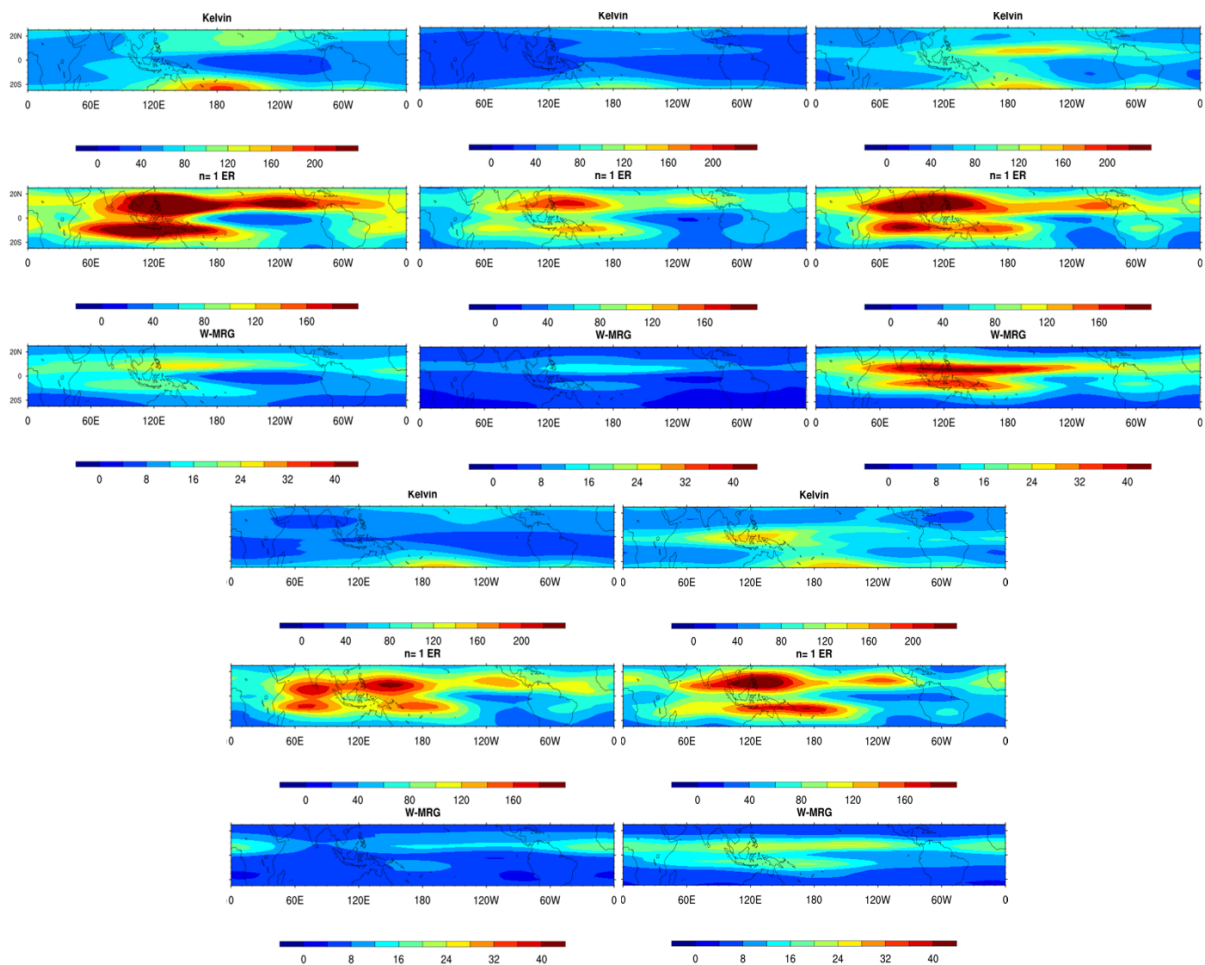 Kelvin Kelvin Kelvin
20N
0
20S
0 60E 120E 180 120W 60W 0 0 60E 120E 180 120W 60W 0 0 60E 120E 180 120W 60W 0
0 40 80 120 160 200 0 40 80 120 160 200 0 40 80 120 160 200
n= 1 ER n= 1 ER n= 1 ER
20N
0
20S
0 60E 120E 180 120W 60W 0 0 60E 120E 180 120W 60W 0 0 60E 120E 180 120W 60W 0
0 40 80 120 160 0 40 80 120 160 0 40 80 120 160
W-MRG W-MRG W-MRG
20N
0
20S
0 60E 120E 180 120W 60W 0 0 60E 120E 180 120W 60W 0 0 60E 120E 180 120W 60W 0
0 8 16 24 32 40 0 8 16 24 32 40 0 8 16 24 32 40
Kelvin Kelvin
0 60E 120E 180 120W 60W 0 0 60E 120E 180 120W 60W 0
0 40 80 120 160 200 0 40 80 120 160 200
n= 1 ER n= 1 ER
0 60E 120E 180 120W 60W 0 0 60E 120E 180 120W 60W 0
0 40 80 120 160 0 40 80 120 160
W-MRG W-MRG
0 60E 120E 180 120W 60W 0 0 60E 120E 180 120W 60W 0
0 8 16 24 32 40 0 8 16 24 32 40